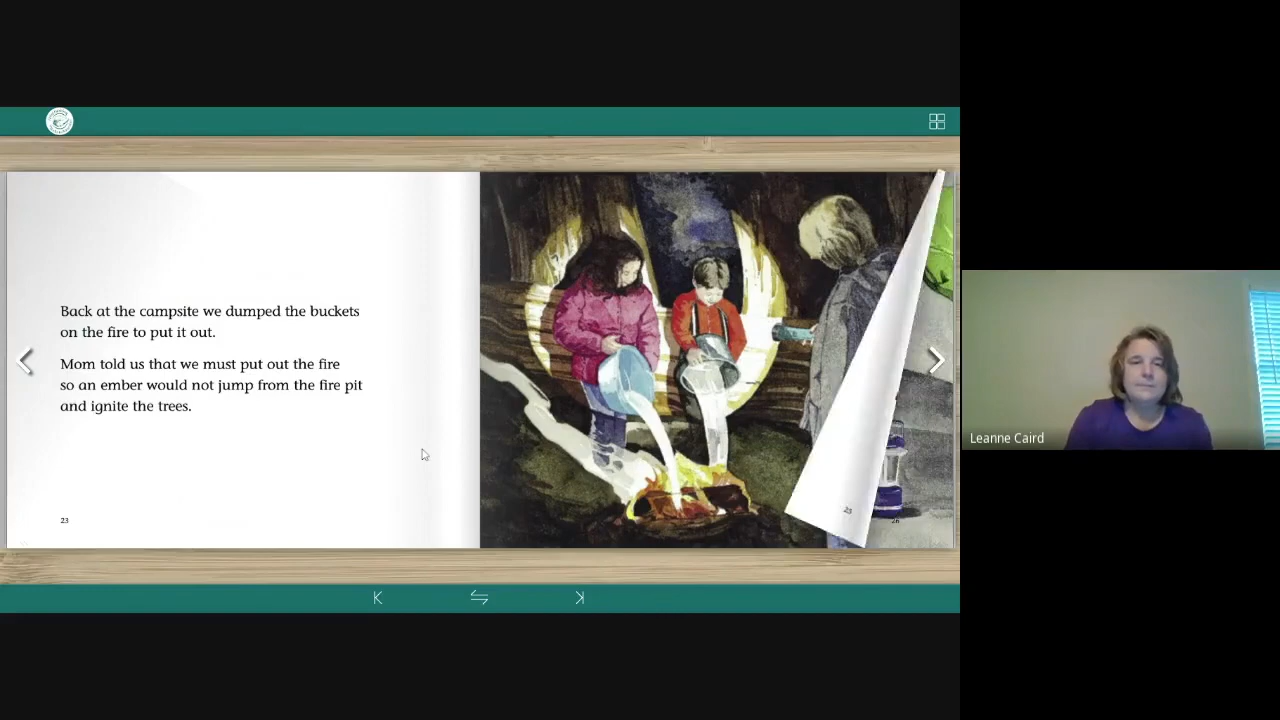 Back at the campsite we dumped the buckets
on the fire to put it out.
Mom told us that we must put out the fire
so an ember would not jump from the fire pit
and ignite the trees.
23
Leanne Caird